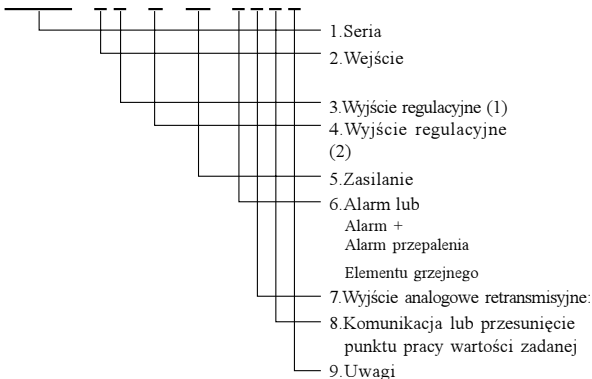 1.Seria
2.Wejście
3.Wyjście regulacyjne (1)
4.Wyjście regulacyjne
(2)
5.Zasilanie
6.Alarm lub
Alarm +
Alarm przepalenia
Elementu grzejnego
7.Wyjście analogowe retransmisyjne:
8.Komunikacja lub przesunięcie
punktu pracy wartości zadanej
9.Uwagi